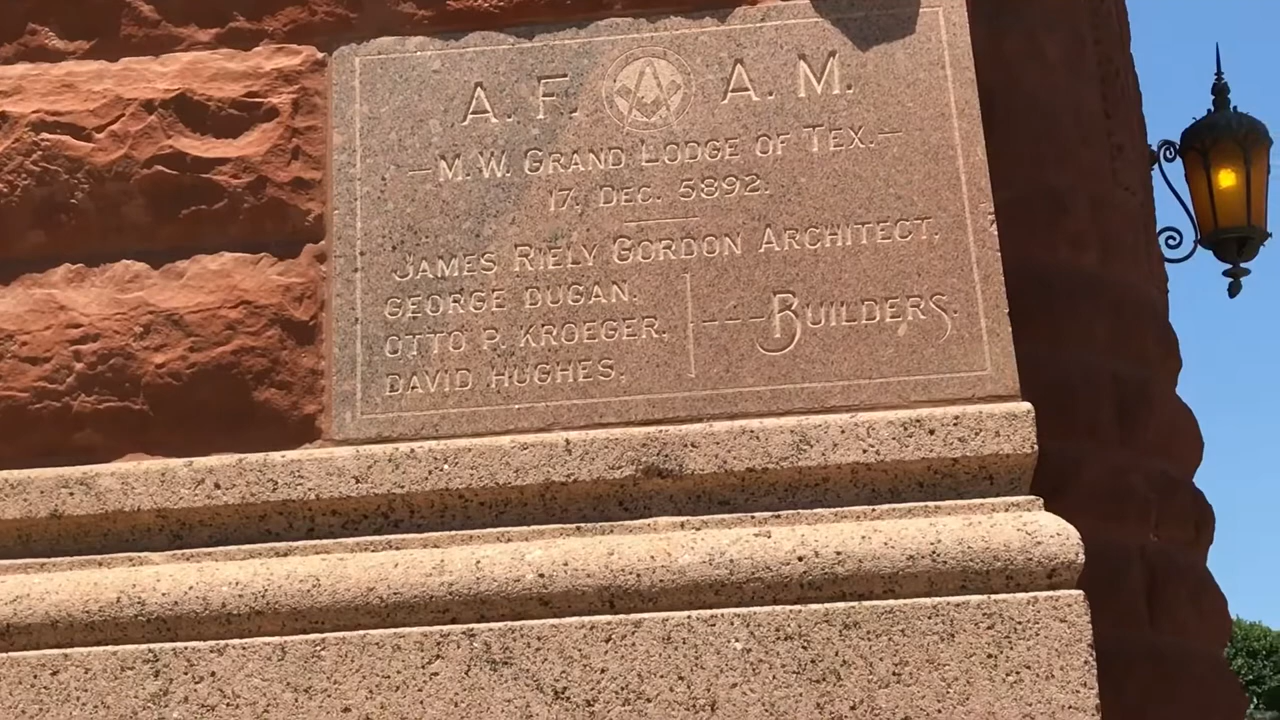 A. F. A. M.
—M. W. GRAND LODGE OF TEX.—
17. DEC. 5892.
JAMES RIELY GORDON ARCHITECT.
GEORGE DUGAN.
OTTO P. KROEGER.
DAVID HUGHES.
---BUILDERS.